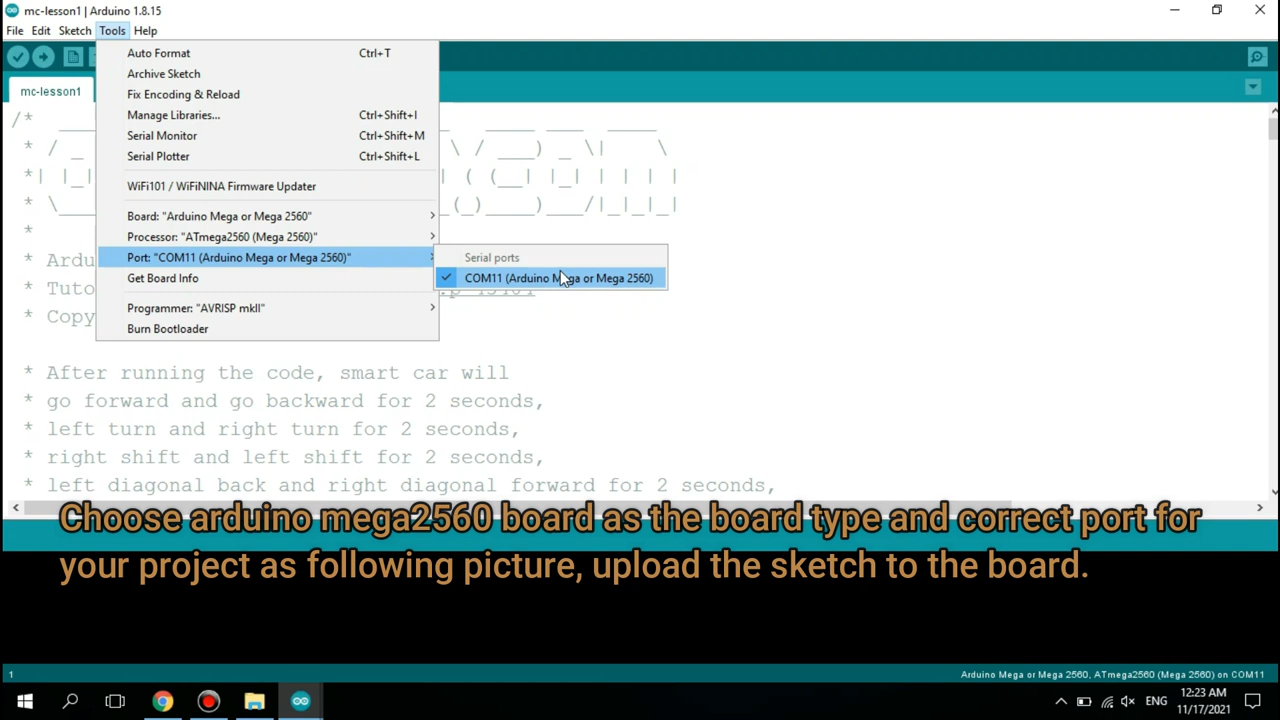 mc-lesson1 | Arduino 1.8.15
File Edit Sketch Tools Help
mc-lesson1
Auto Format Ctrl+T
Archive Sketch
Fix Encoding & Reload
Manage Libraries... Ctrl+Shift+I
Serial Monitor Ctrl+Shift+M
Serial Plotter Ctrl+Shift+L
WiFi101 / WiFiNINA Firmware Updater
Board: "Arduino Mega or Mega 2560"
Processor: "ATmega2560 (Mega 2560)"
Port: "COM11 (Arduino Mega or Mega 2560)"
Get Board Info
Programmer: "AVRISP mkII"
Burn Bootloader
Serial ports
COM11 (Arduino Mega or Mega 2560)
/*
* After running the code, smart car will
* go forward and go backward for 2 seconds,
* left turn and right turn for 2 seconds,
* right shift and left shift for 2 seconds,
* left diagonal back and right diagonal forward for 2 seconds,
Choose arduino mega2560 board as the board type and correct port for
your project as following picture, upload the sketch to the board.
1
Arduino Mega or Mega 2560, ATmega2560 (Mega 2560) on COM11
ENG
12:23 AM
11/17/2021